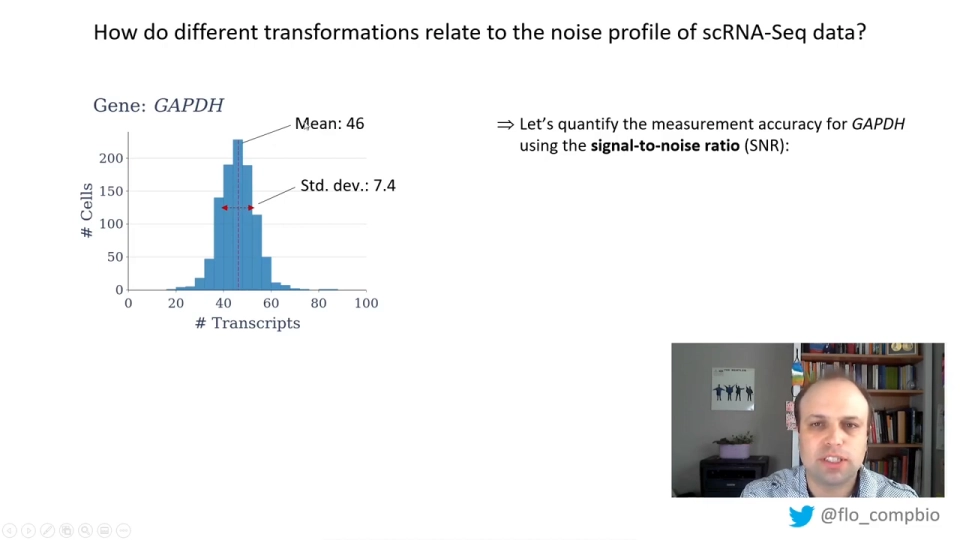 How do different transformations relate to the noise profile of scRNA-Seq data?
Gene: GAPDH
Mean: 46
Std. dev.: 7.4
# Cells
200
150
100
50
0
0 20 40 60 80 100
# Transcripts
⇒ Let's quantify the measurement accuracy for GAPDH
using the signal-to-noise ratio (SNR):
@flo_compbio